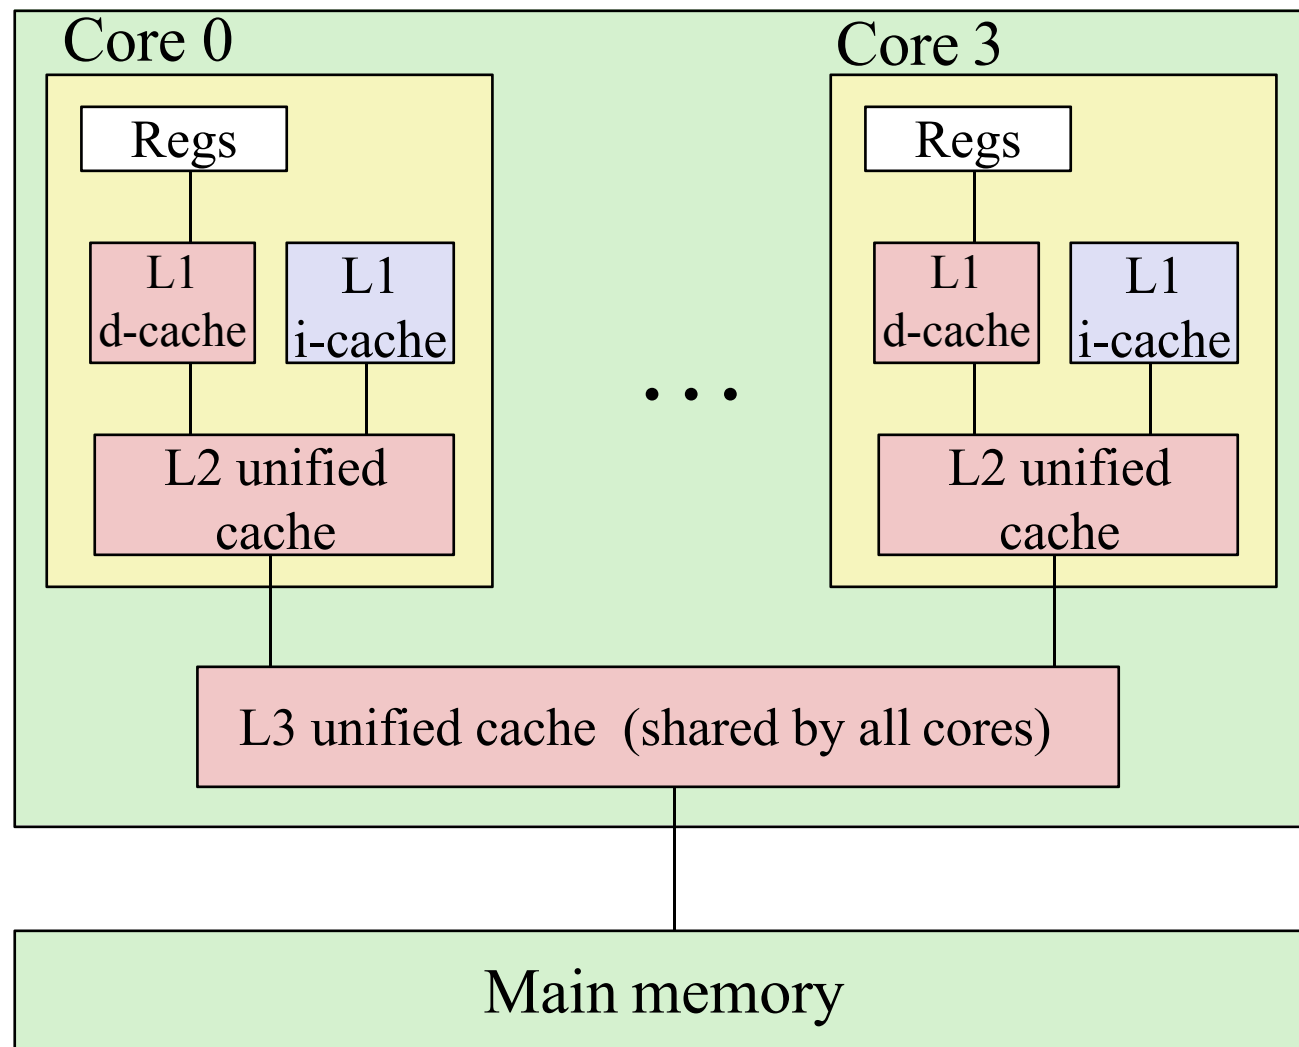 Core 0
Core 3
Regs
Regs
L1
d-cache
L1
i-cache
L1
d-cache
L1
i-cache
...
L2 unified
cache
L2 unified
cache
L3 unified cache (shared by all cores)
Main memory